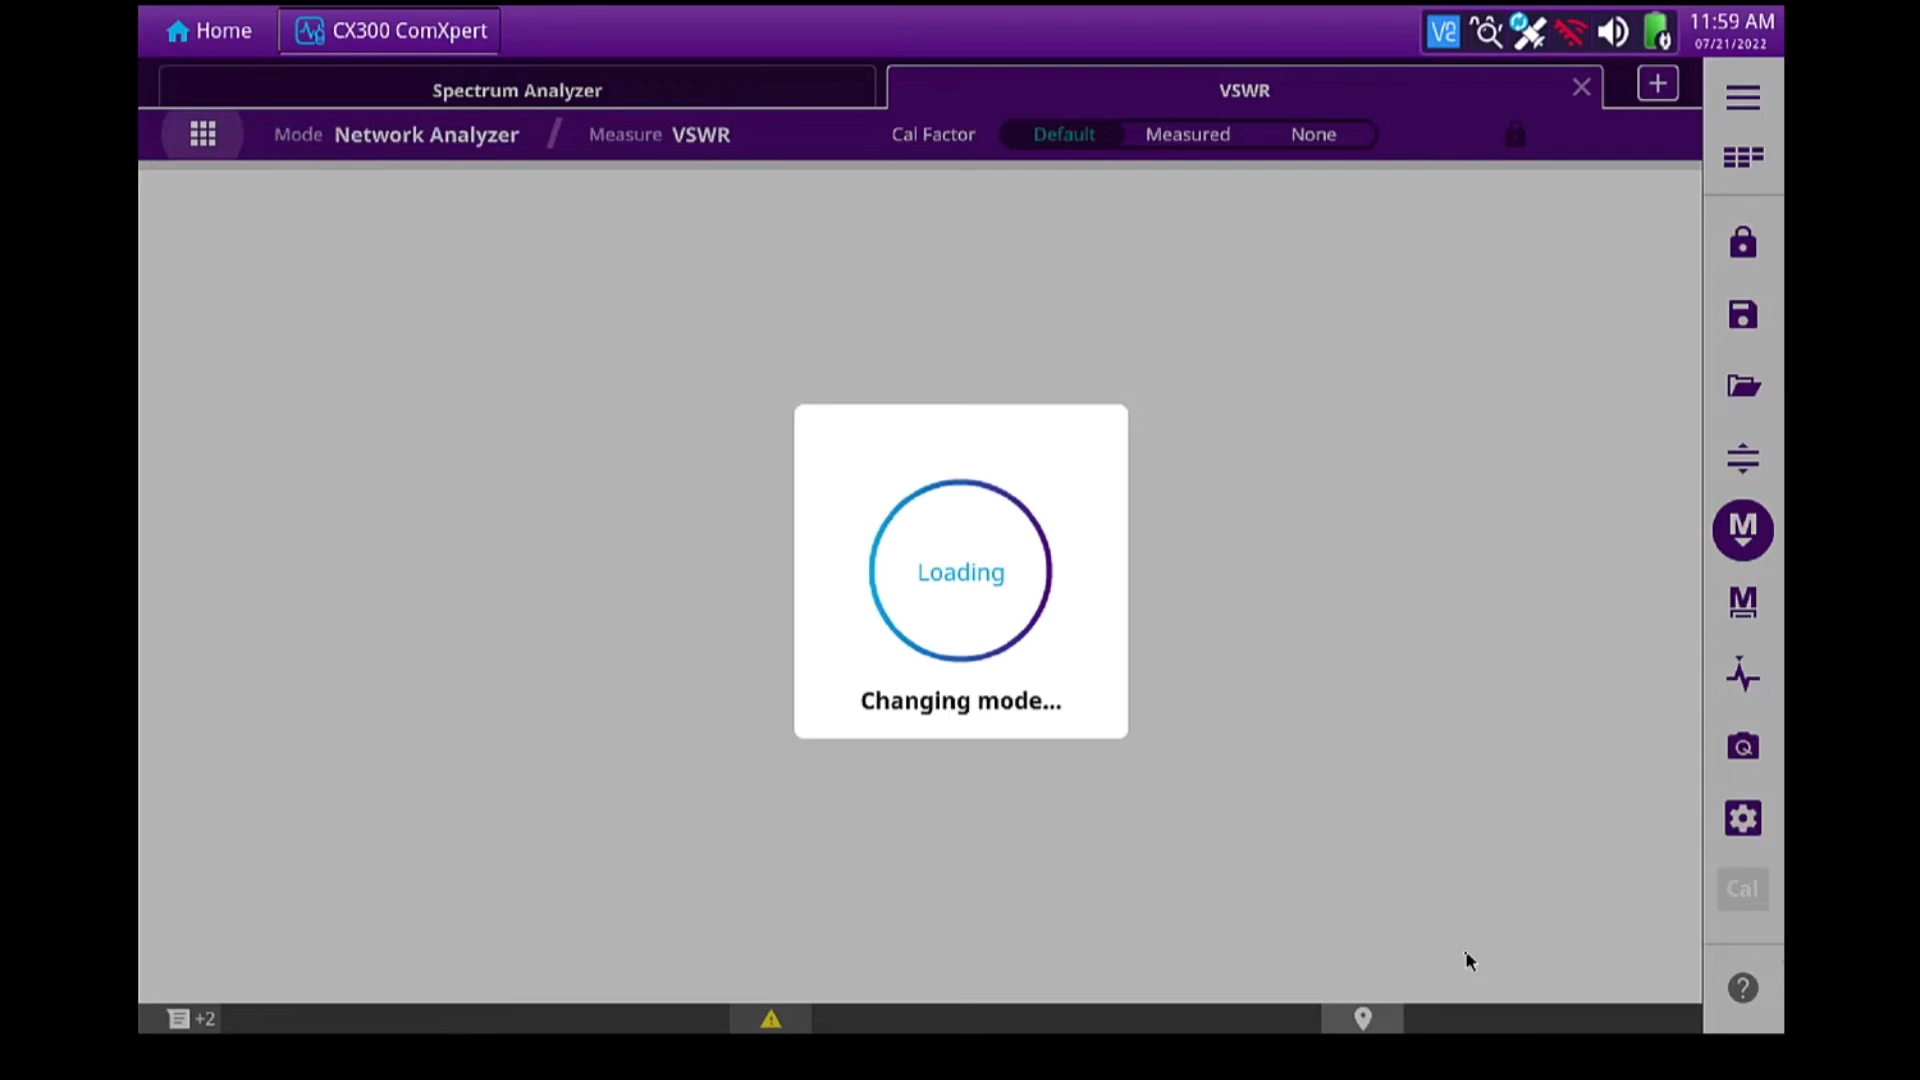 Home
CX300 ComXpert
V2
11:59 AM
07/21/2022
Spectrum Analyzer
VSWR
Mode Network Analyzer / Measure VSWR
Cal Factor Default Measured None
M
M
Q
Loading
Changing mode...
Cal
+2
?